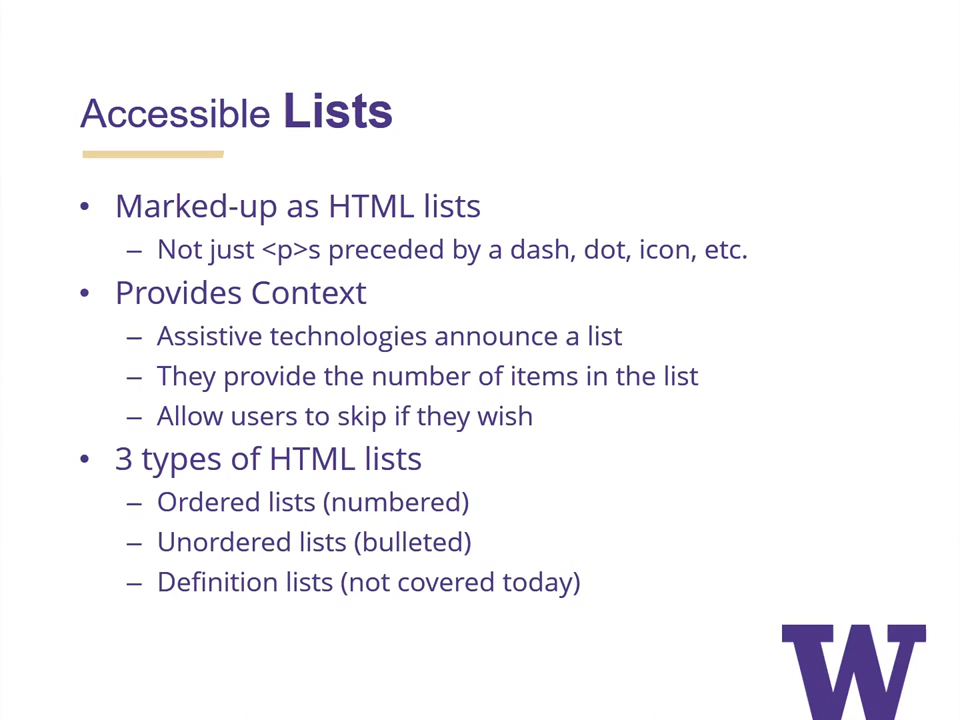 Accessible Lists
• Marked-up as HTML lists
– Not just <p>s preceded by a dash, dot, icon, etc.
• Provides Context
– Assistive technologies announce a list
– They provide the number of items in the list
– Allow users to skip if they wish
• 3 types of HTML lists
– Ordered lists (numbered)
– Unordered lists (bulleted)
– Definition lists (not covered today)
W